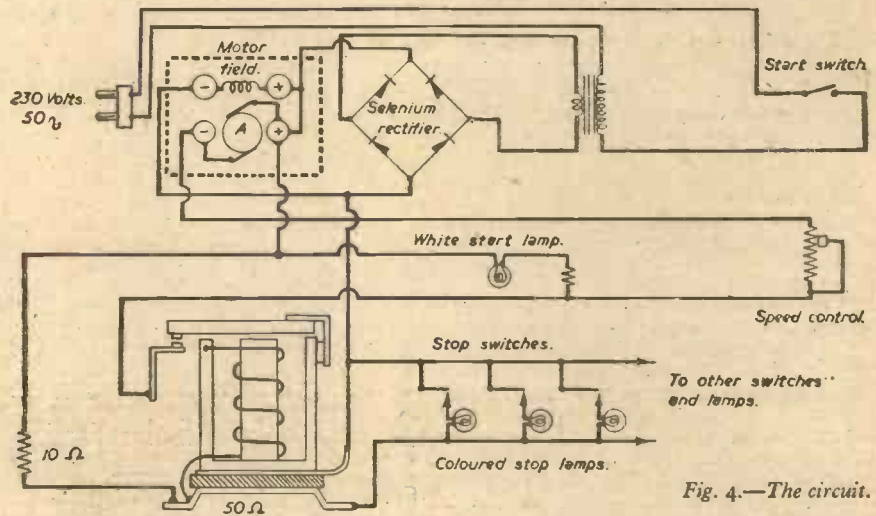 Motor
field.
Start switch
230 Volts.
50∿
Selenium
rectifier.
- +
- A +
White start lamp.
Speed control.
Stop switches.
To other switches
and lamps.
10 Ω
Coloured stop lamps.
50 Ω
Fig. 4.—The circuit.